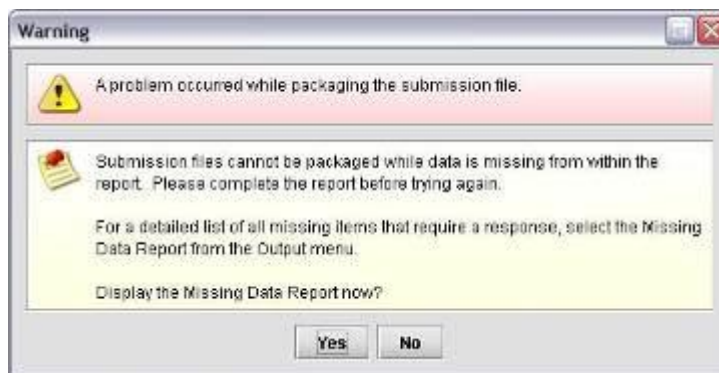 Warning
A problem occurred while packaging the submission file.
Submission files cannot be packaged while data is missing from within the
report. Please complete the report before trying again.
For a detailed list of all missing items that require a response, select the Missing
Data Report from the Output menu.
Display the Missing Data Report now?
Yes No